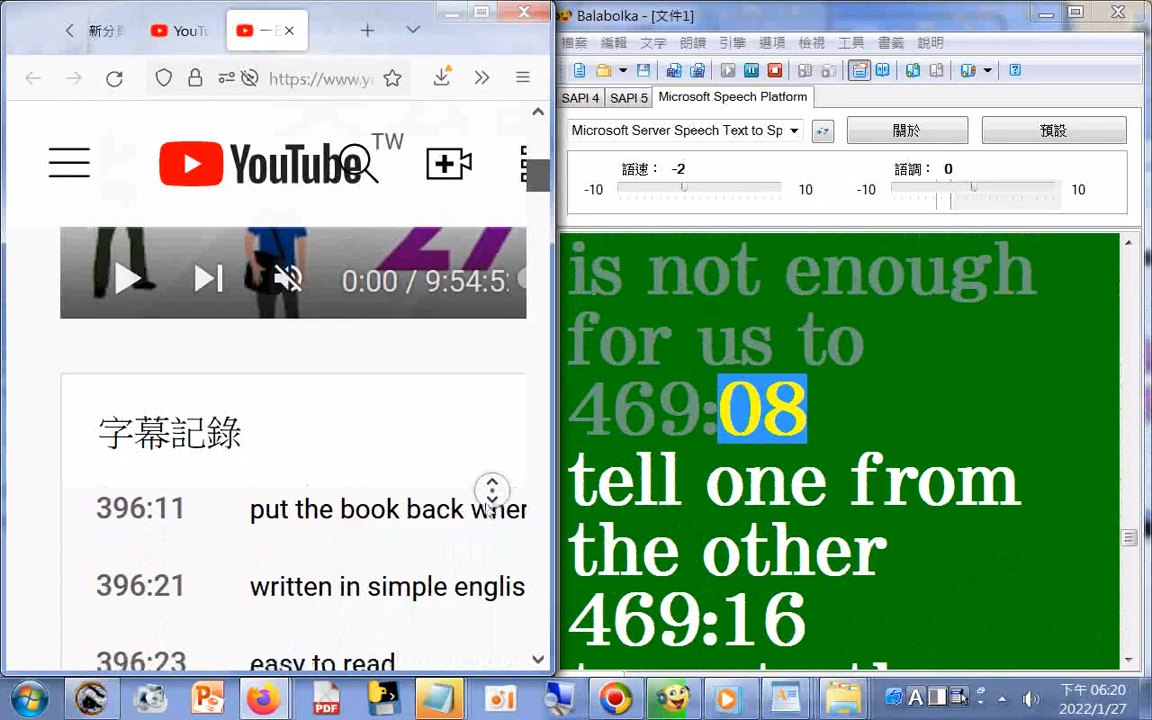 新分
YouT
一 E
https://www.y
TW
YouTube
27
0:00 / 9:54:5
字幕記錄
396:11 put the book back wher
396:21 written in simple englis
396:23 easy to read
Balabolka - [文件1]
檔案 編輯 文字 朗讀 引擎 選項 檢視 工具 書籤 說明
SAPI 4 SAPI 5 Microsoft Speech Platform
Microsoft Server Speech Text to Sp 關於 預設
語速： -2 語調： 0
-10 10 -10 10
is not enough
for us to
469:08
tell one from
the other
469:16
PDF
A
下午 06:20
2022/1/27